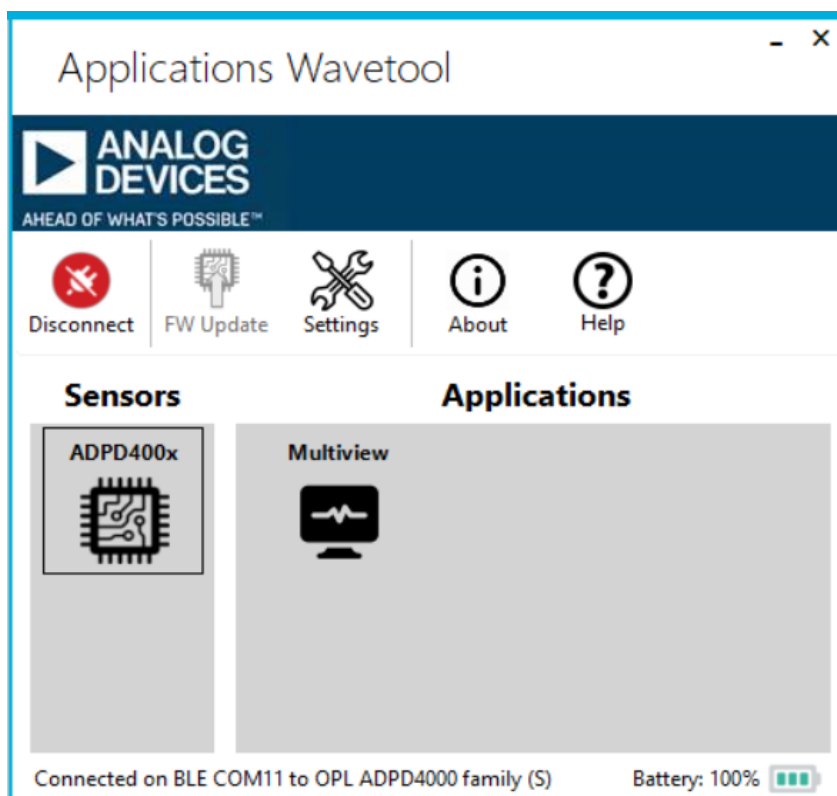 Applications Wavetool
ANALOG
DEVICES
AHEAD OF WHAT'S POSSIBLE™
Disconnect
FW Update
Settings
About
Help
Sensors
Applications
ADPD400x
Multiview
Connected on BLE COM11 to OPL ADPD4000 family (S)
Battery: 100%